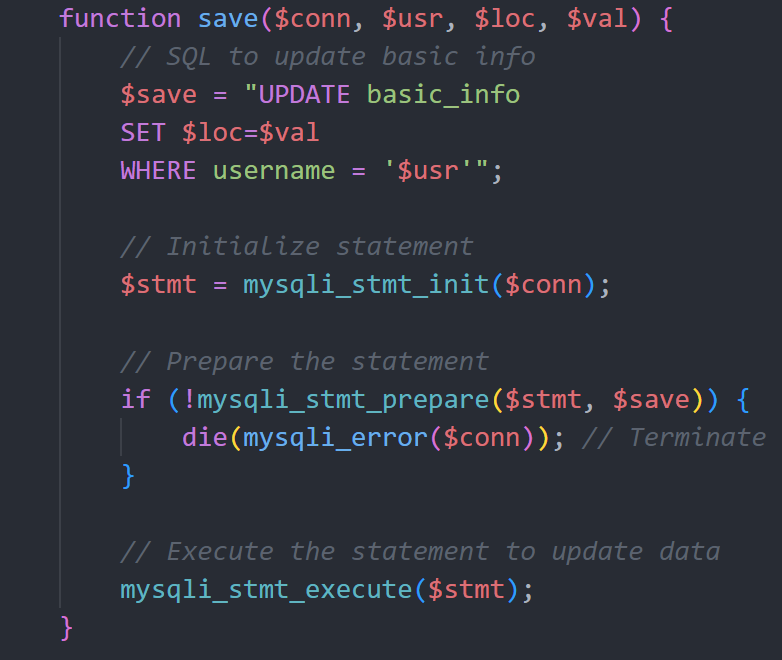 function save($conn, $usr, $loc, $val) {
    // SQL to update basic info
    $save = "UPDATE basic_info
    SET $loc=$val
    WHERE username = '$usr'";

    // Initialize statement
    $stmt = mysqli_stmt_init($conn);

    // Prepare the statement
    if (!mysqli_stmt_prepare($stmt, $save)) {
        die(mysqli_error($conn)); // Terminate
    }

    // Execute the statement to update data
    mysqli_stmt_execute($stmt);
}